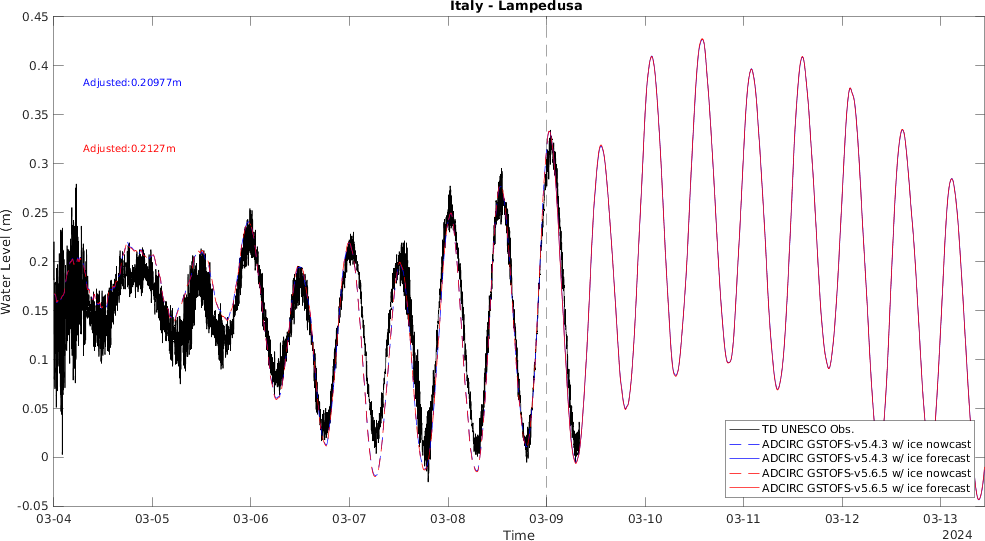 Italy - Lampedusa
0.45
0.4
0.35
0.3
0.25
0.2
0.15
0.1
0.05
0
-0.05
Water Level (m)
Adjusted:0.20977m
Adjusted:0.2127m
TD UNESCO Obs.
ADCIRC GSTOFS-v5.4.3 w/ ice nowcast
ADCIRC GSTOFS-v5.4.3 w/ ice forecast
ADCIRC GSTOFS-v5.6.5 w/ ice nowcast
ADCIRC GSTOFS-v5.6.5 w/ ice forecast
03-04 03-05 03-06 03-07 03-08 03-09 03-10 03-11 03-12 03-13
Time
2024